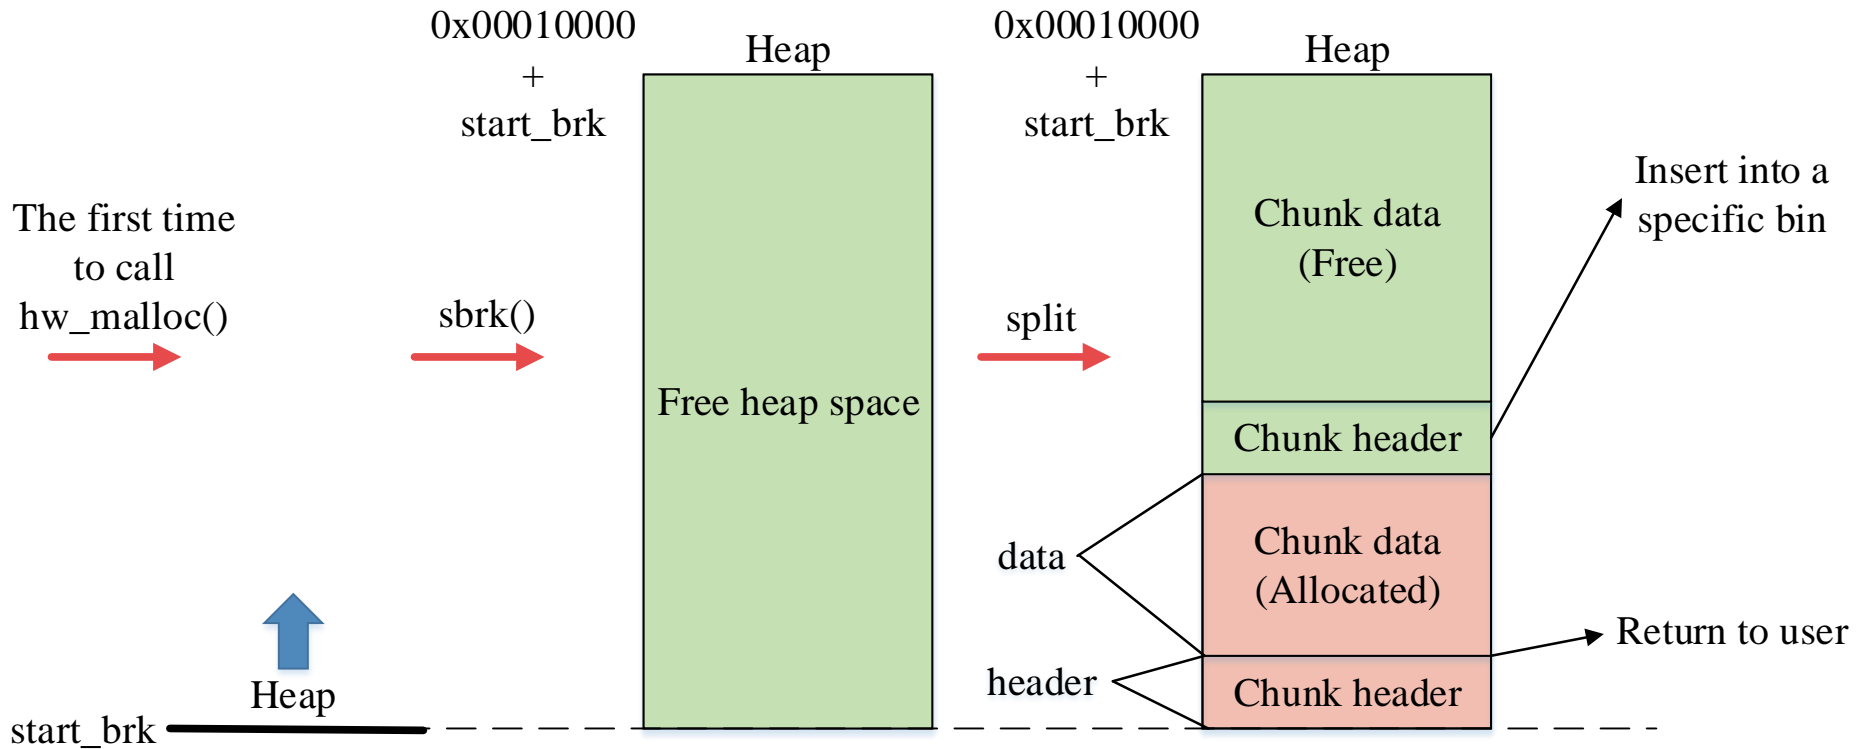 The first time
to call
hw_malloc()
Heap
start_brk
sbrk()
0x00010000
+
start_brk
Heap
Free heap space
split
0x00010000
+
start_brk
Heap
Chunk data
(Free)
Chunk header
Chunk data
(Allocated)
Chunk header
data
header
Insert into a
specific bin
Return to user